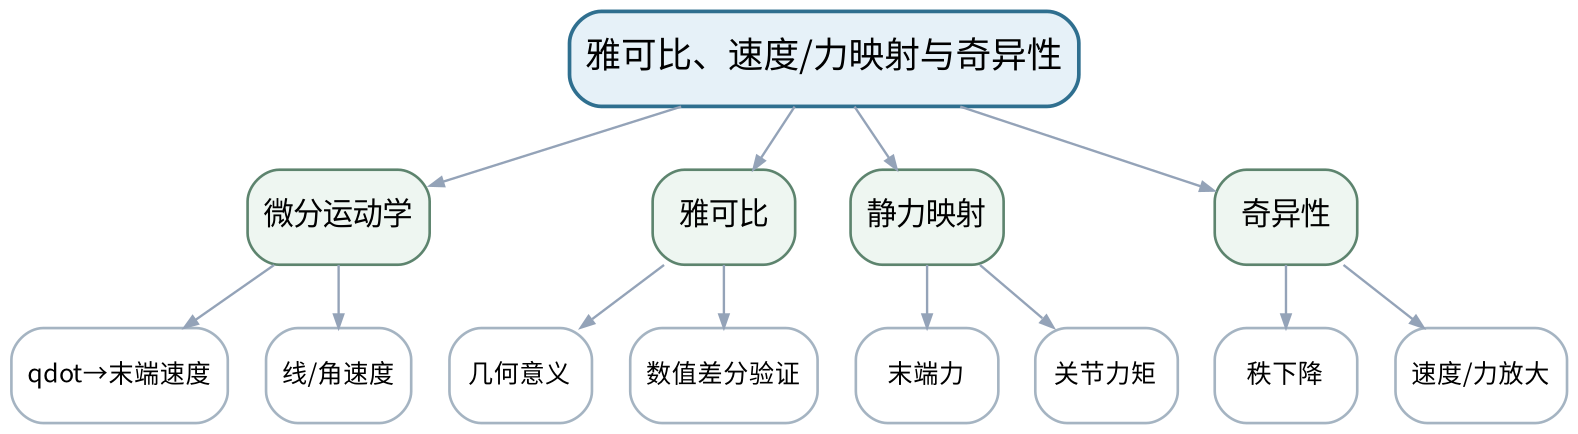 雅可比、速度/力映射与奇异性
微分运动学
雅可比
静力映射
奇异性
qdot→末端速度
线/角速度
几何意义
数值差分验证
末端力
关节力矩
秩下降
速度/力放大